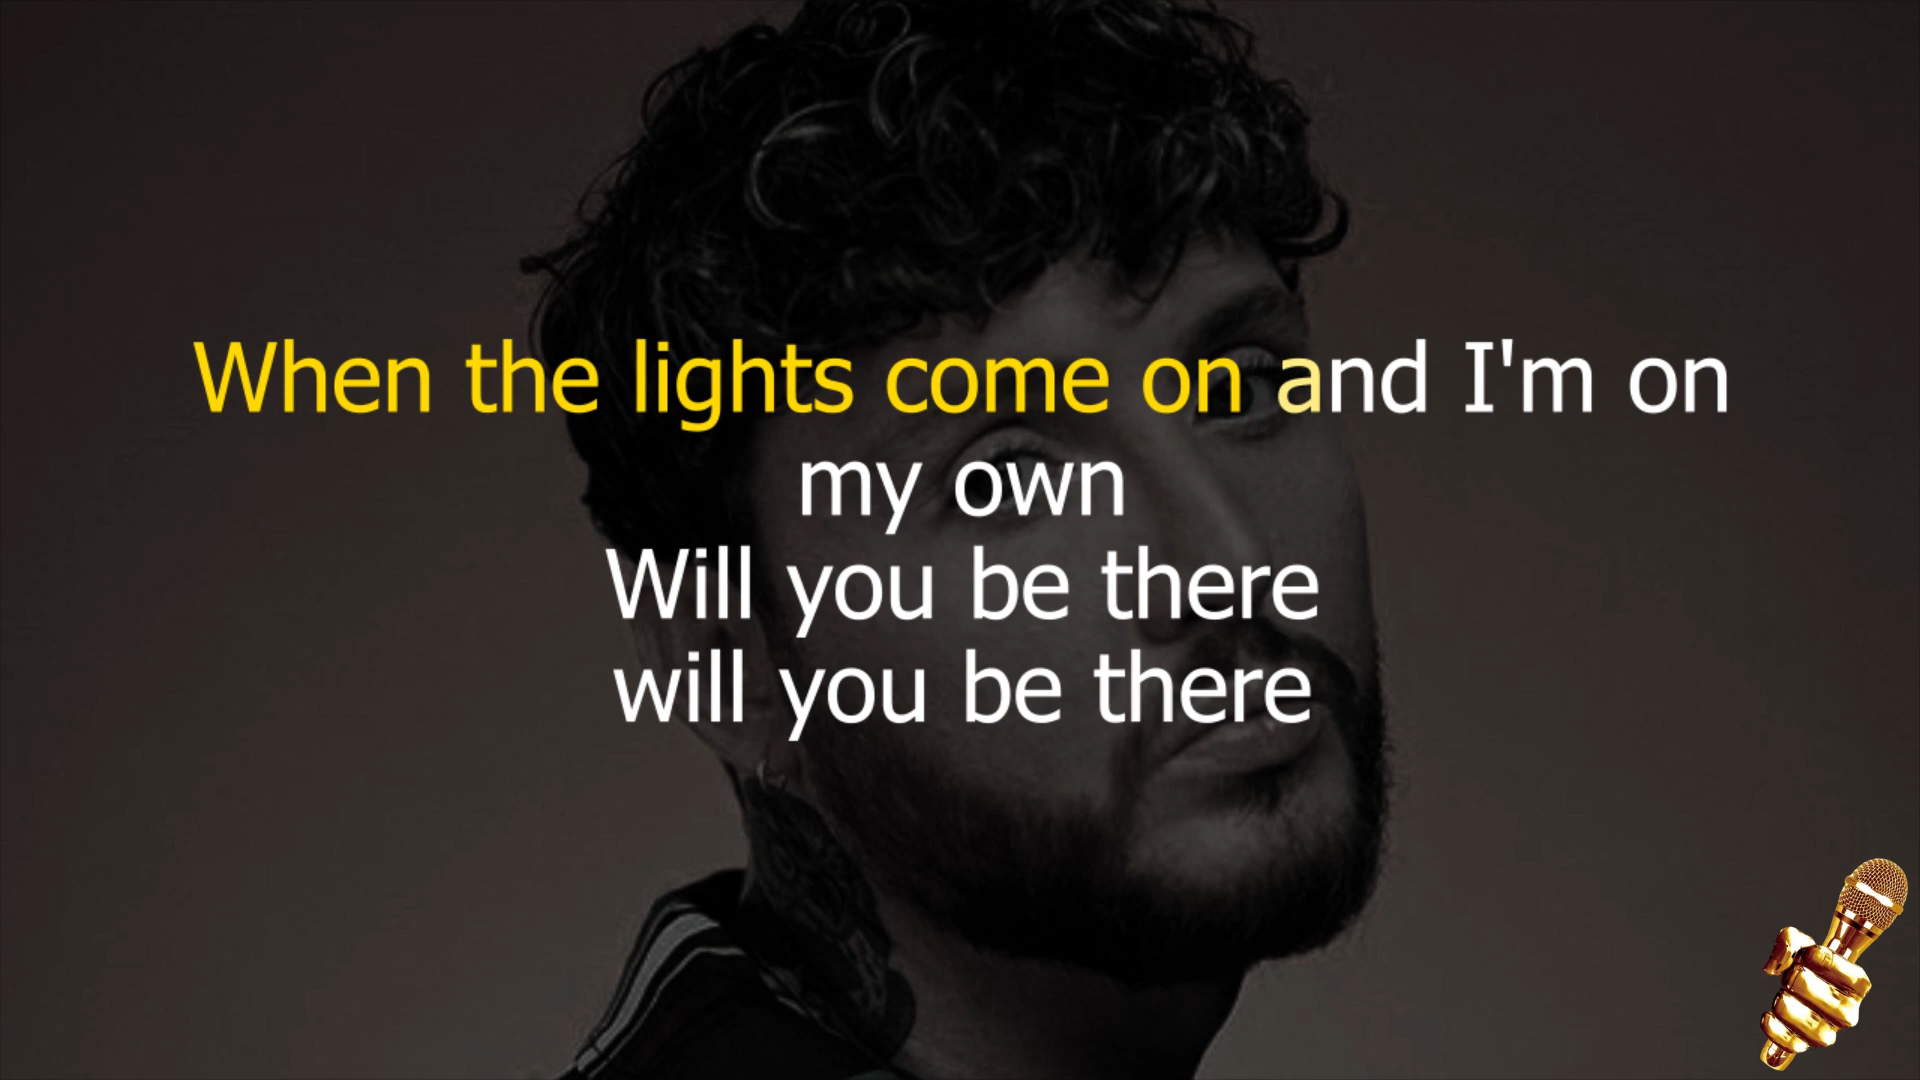 When the lights come on and I'm on
my own
Will you be there
will you be there